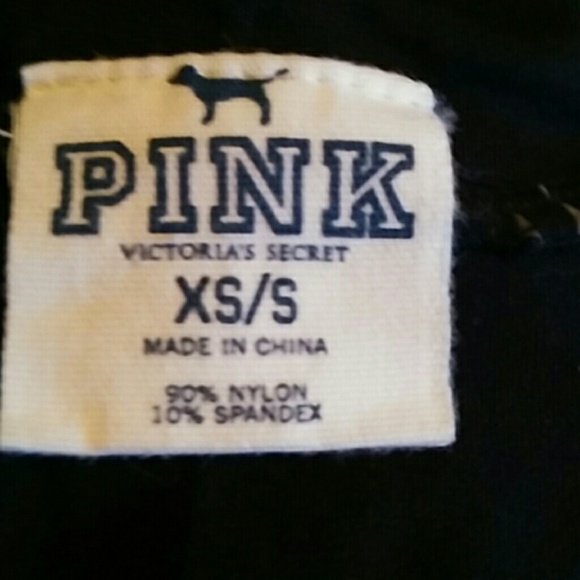 PINK
VICTORIA'S SECRET
XS/S
MADE IN CHINA
90% NYLON
10% SPANDEX